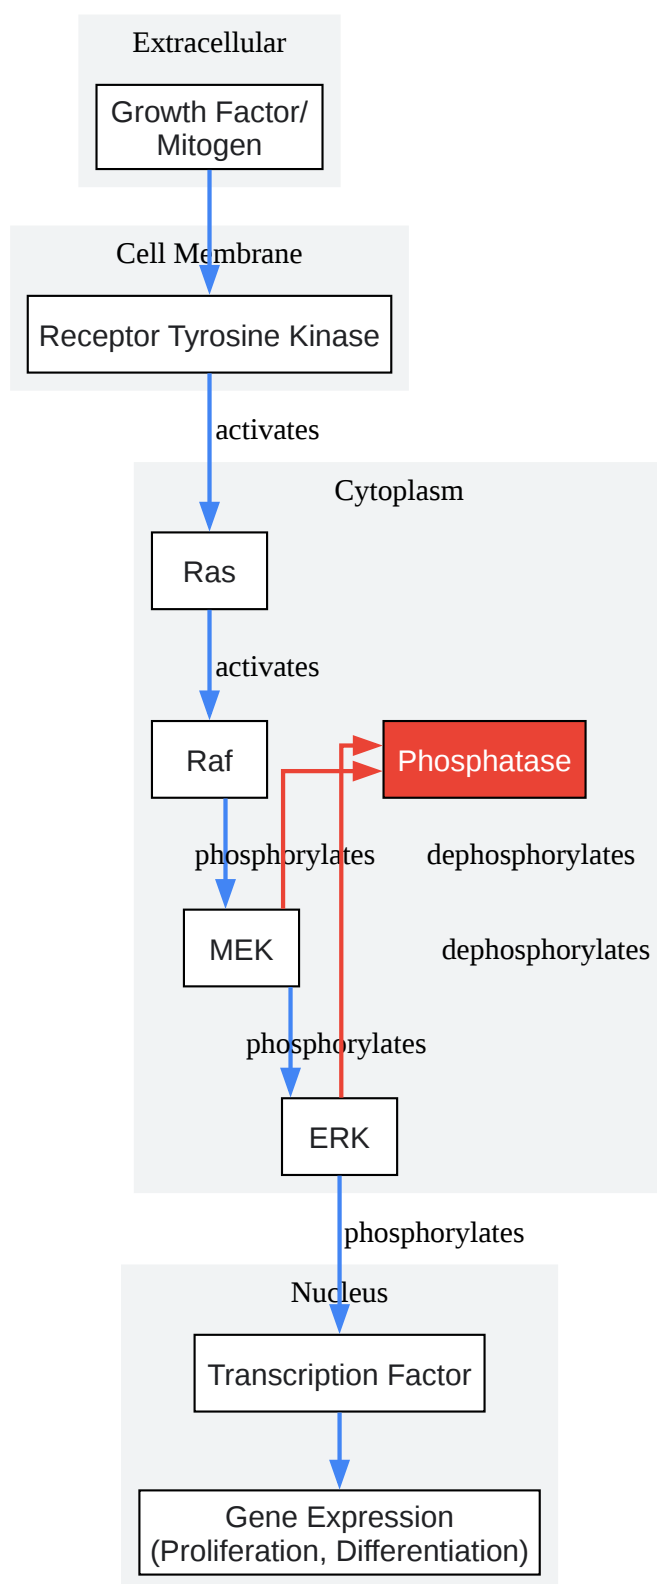 Extracellular
Growth Factor/
Mitogen
Cell Membrane
Receptor Tyrosine Kinase
activates
Cytoplasm
Ras
activates
Raf
Phosphatase
phosphorylates
dephosphorylates
MEK
dephosphorylates
phosphorylates
ERK
phosphorylates
Nucleus
Transcription Factor
Gene Expression
(Proliferation, Differentiation)